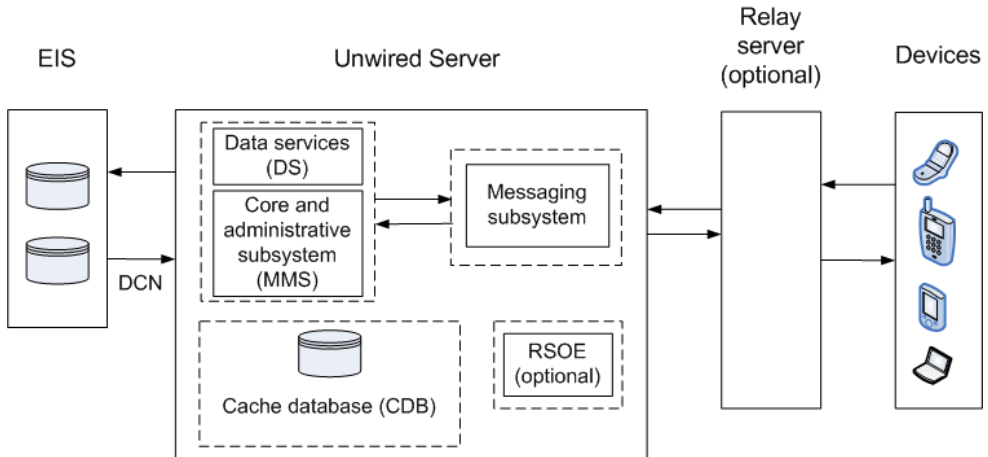 EIS
Unwired Server
Relay
server
(optional)
Devices
Data services
(DS)
Core and
administrative
subsystem
(MMS)
Messaging
subsystem
DCN
Cache database (CDB)
RSOE
(optional)